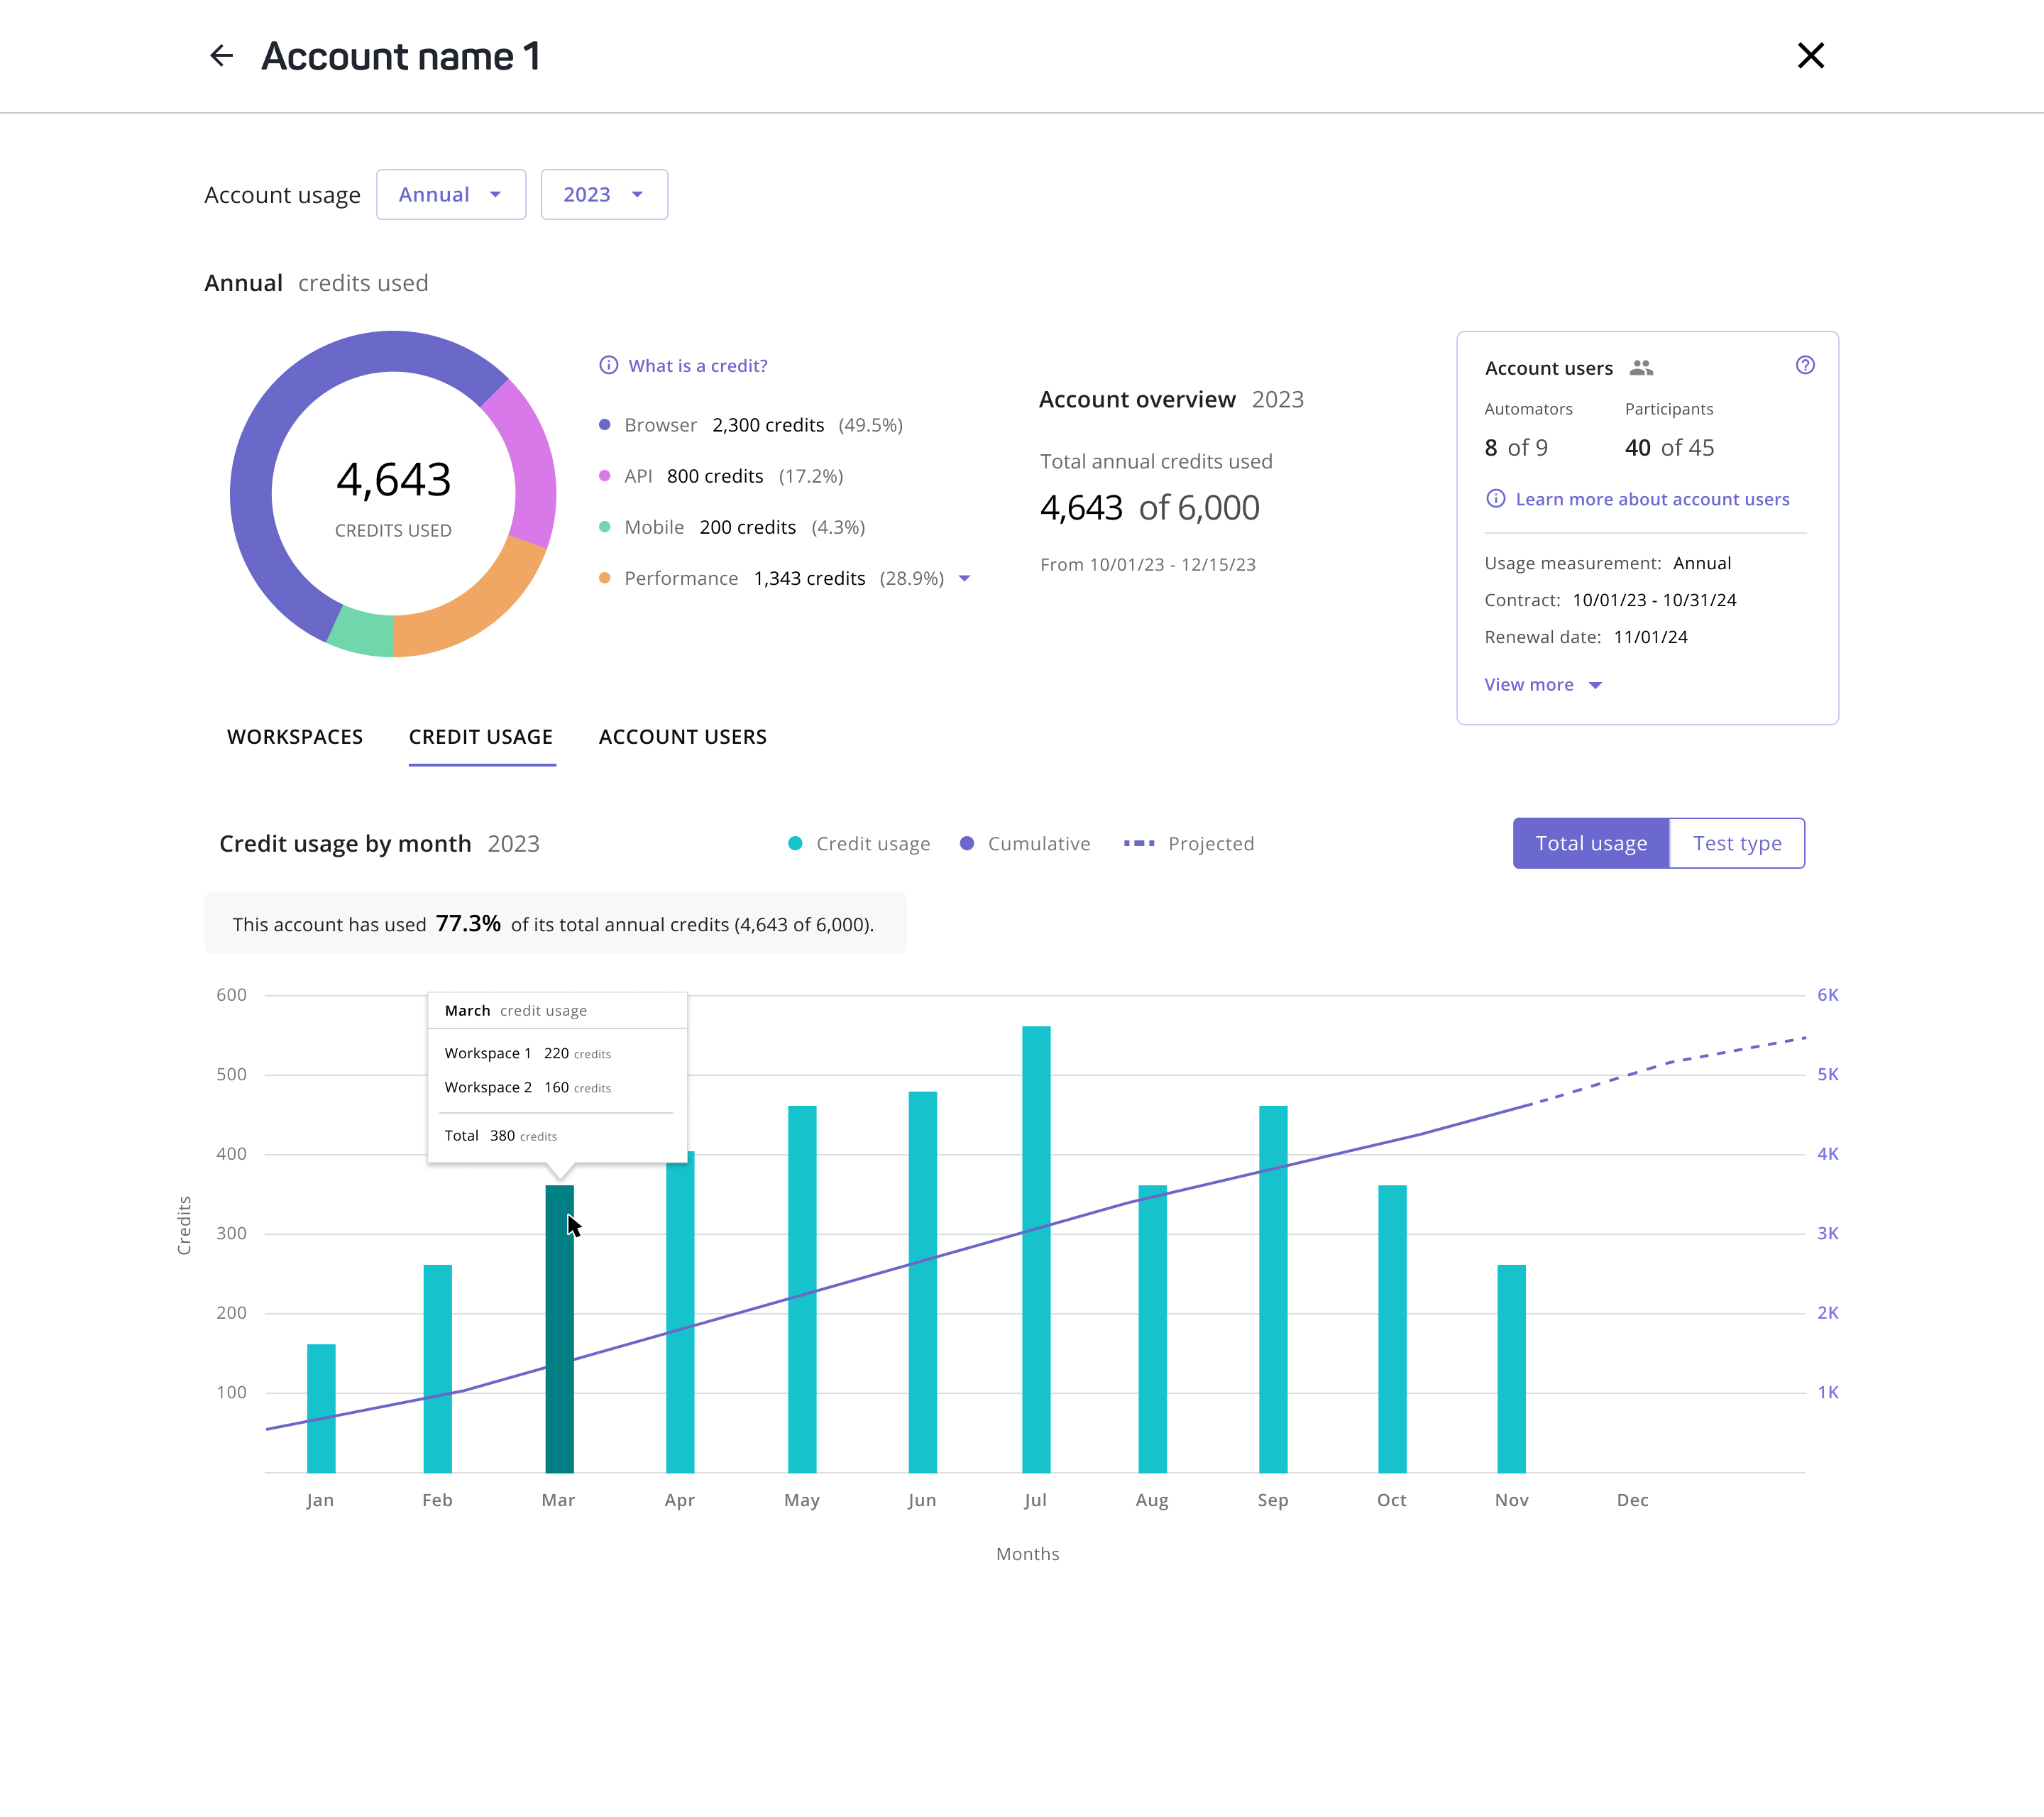 Account name 1
Account usage Annual 2023
Annual credits used
4,643
CREDITS USED
What is a credit?
Browser 2,300 credits (49.5%)
API 800 credits (17.2%)
Mobile 200 credits (4.3%)
Performance 1,343 credits (28.9%)
Account overview 2023
Total annual credits used
4,643 of 6,000
From 10/01/23 - 12/15/23
Account users
Automators Participants
8 of 9 40 of 45
Learn more about account users
Usage measurement: Annual
Contract: 10/01/23 - 10/31/24
Renewal date: 11/01/24
View more
WORKSPACES CREDIT USAGE ACCOUNT USERS
Credit usage by month 2023
Credit usage Cumulative Projected
Total usage Test type
This account has used 77.3% of its total annual credits (4,643 of 6,000).
600 6K
500 5K
400 4K
300 3K
200 2K
100 1K
Credits
March credit usage
Workspace 1 220 credits
Workspace 2 160 credits
Total 380 credits
Jan Feb Mar Apr May Jun Jul Aug Sep Oct Nov Dec
Months